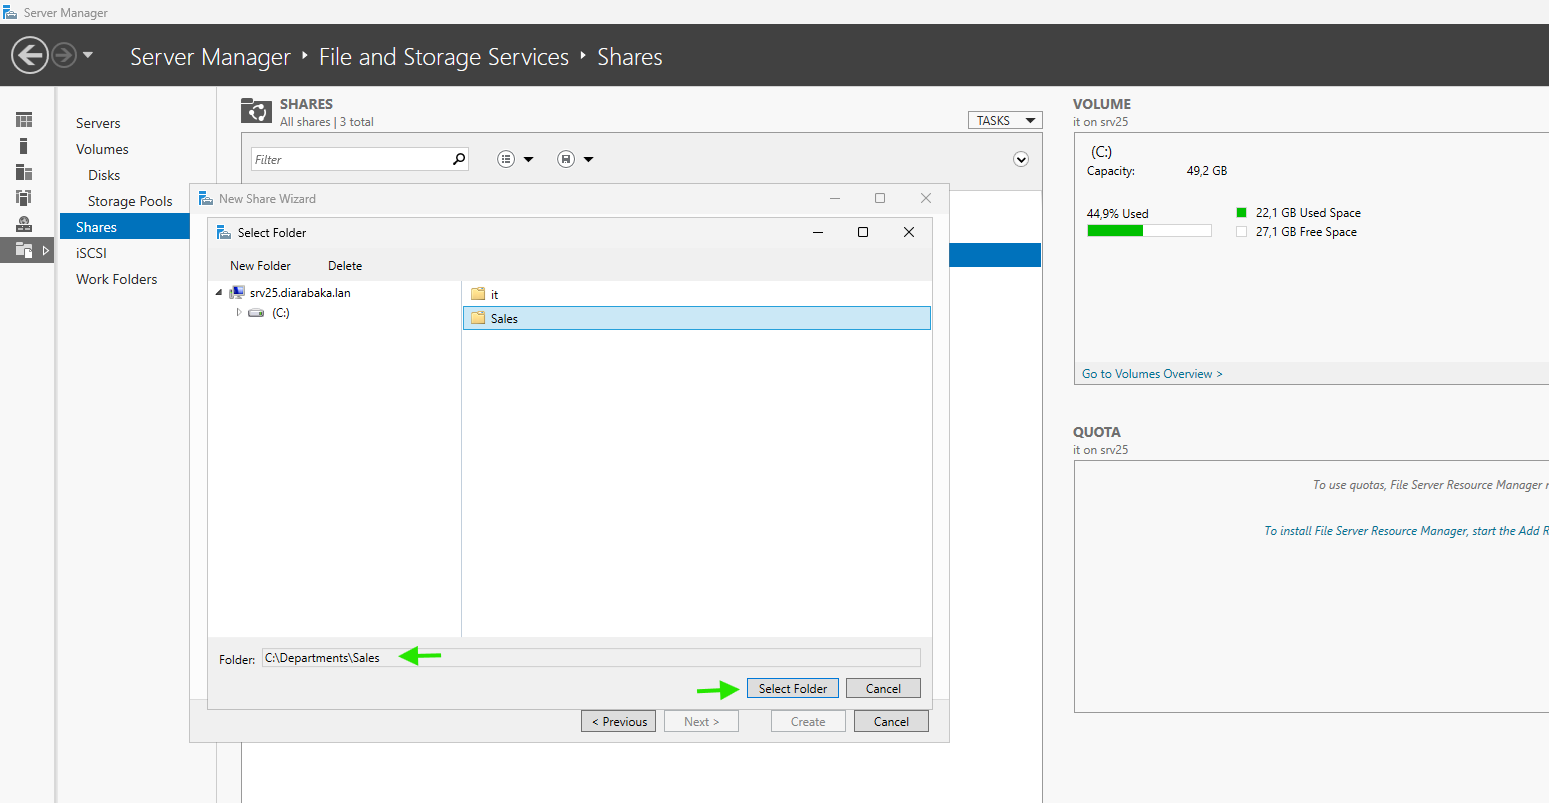 Server Manager
Server Manager ‣ File and Storage Services ‣ Shares
Servers
Volumes
Disks
Storage Pools
Shares
iSCSI
Work Folders
SHARES
All shares | 3 total
TASKS
Filter
New Share Wizard
Select Folder
New Folder
Delete
srv25.diarabaka.lan
(C:)
it
Sales
Folder: C:\Departments\Sales
Select Folder
Cancel
< Previous
Next >
Create
Cancel
VOLUME
it on srv25
(C:)
Capacity: 49,2 GB
44,9% Used
22,1 GB Used Space
27,1 GB Free Space
Go to Volumes Overview >
QUOTA
it on srv25
To use quotas, File Server Resource Manager
To install File Server Resource Manager, start the Add